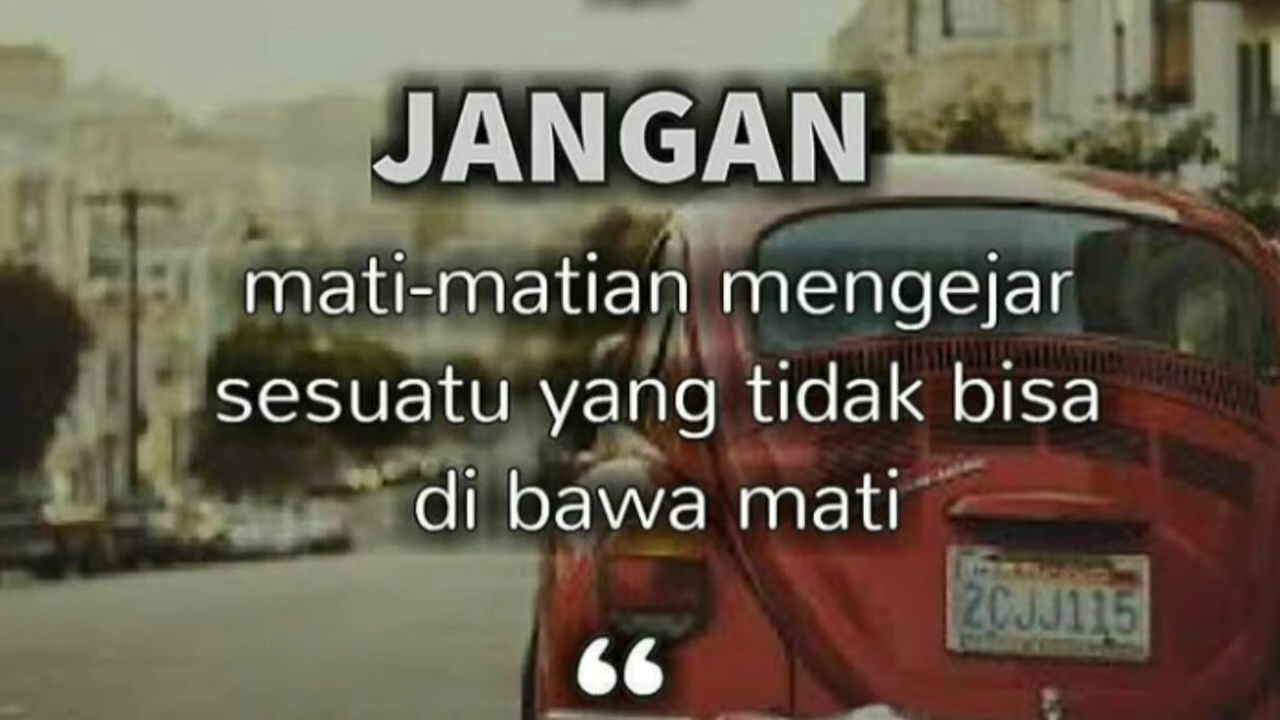 JANGAN
mati-matian mengejar
sesuatu yang tidak bisa
di bawa mati
“
2CJJ115